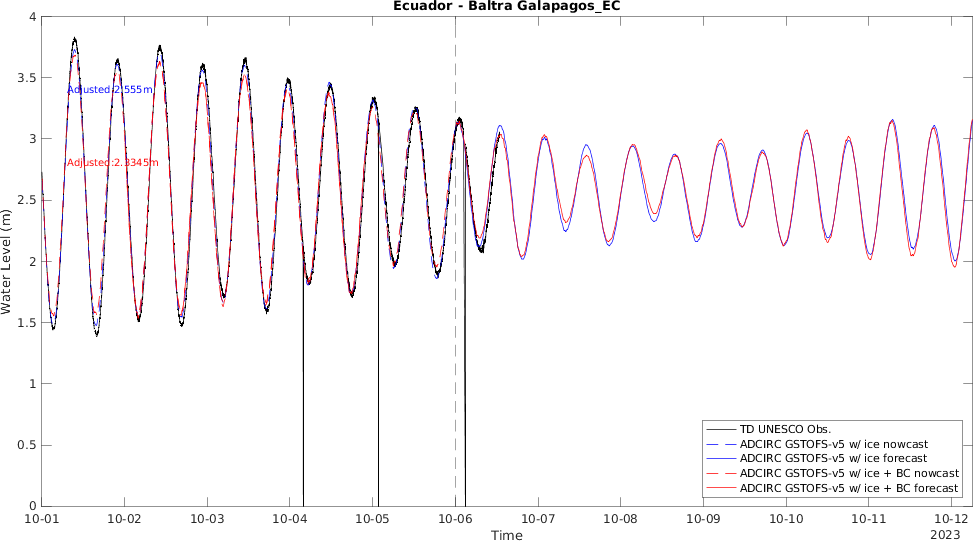 Ecuador - Baltra Galapagos_EC
4
3.5
3
2.5
2
1.5
1
0.5
0
Water Level (m)
Adjusted:2.555m
Adjusted:2.3345m
TD UNESCO Obs.
ADCIRC GSTOFS-v5 w/ ice nowcast
ADCIRC GSTOFS-v5 w/ ice forecast
ADCIRC GSTOFS-v5 w/ ice + BC nowcast
ADCIRC GSTOFS-v5 w/ ice + BC forecast
10-01 10-02 10-03 10-04 10-05 10-06 10-07 10-08 10-09 10-10 10-11 10-12
Time
2023